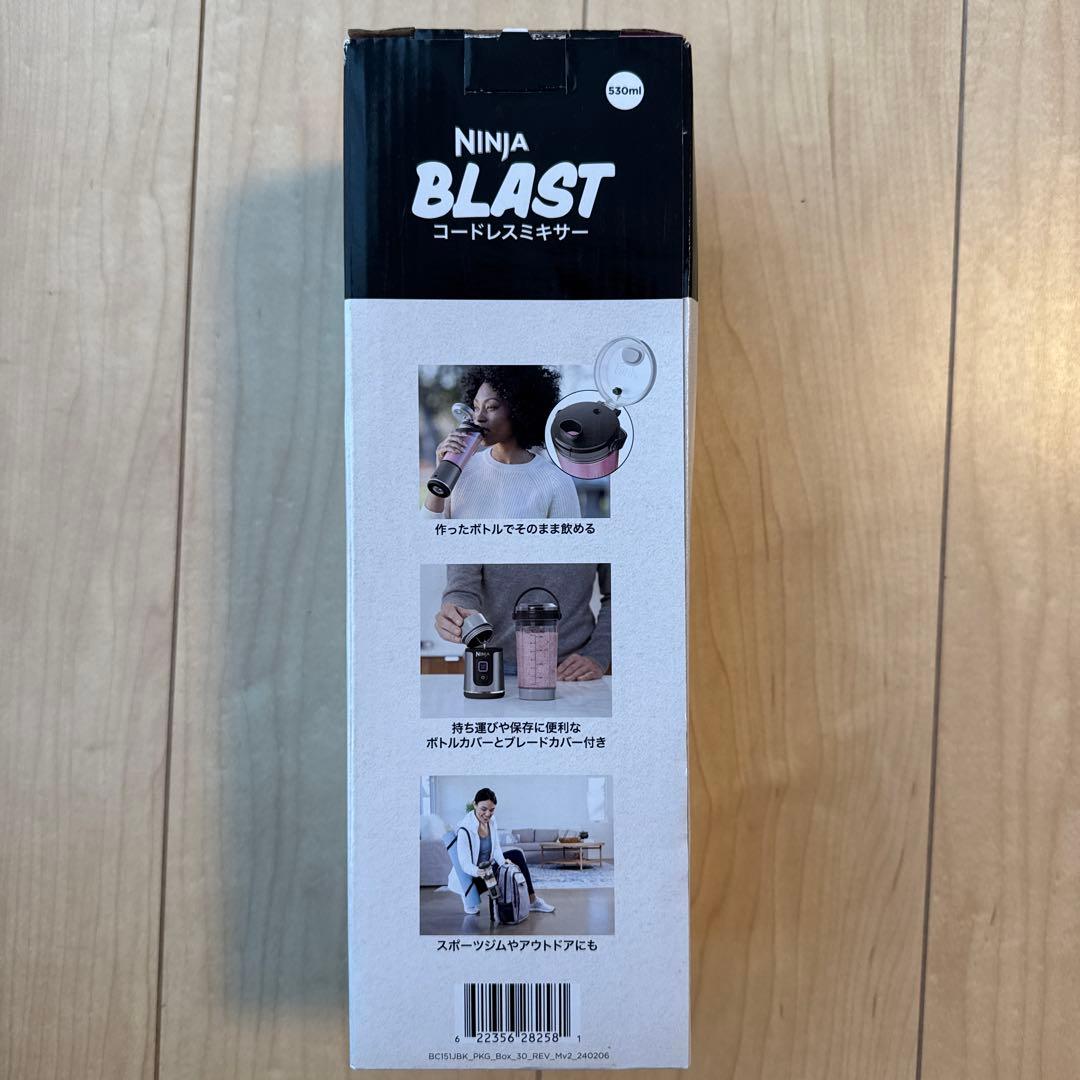 530ml
NINJA
BLAST
コードレスミキサー
作ったボトルでそのまま飲める
NINJA
持ち運びや保存に便利な
ボトルカバーとブレードカバー付き
スポーツジムやアウトドアにも
6 22356 28258 1
BC151JBK_PKG_Box_30_REV_Mv2_240206